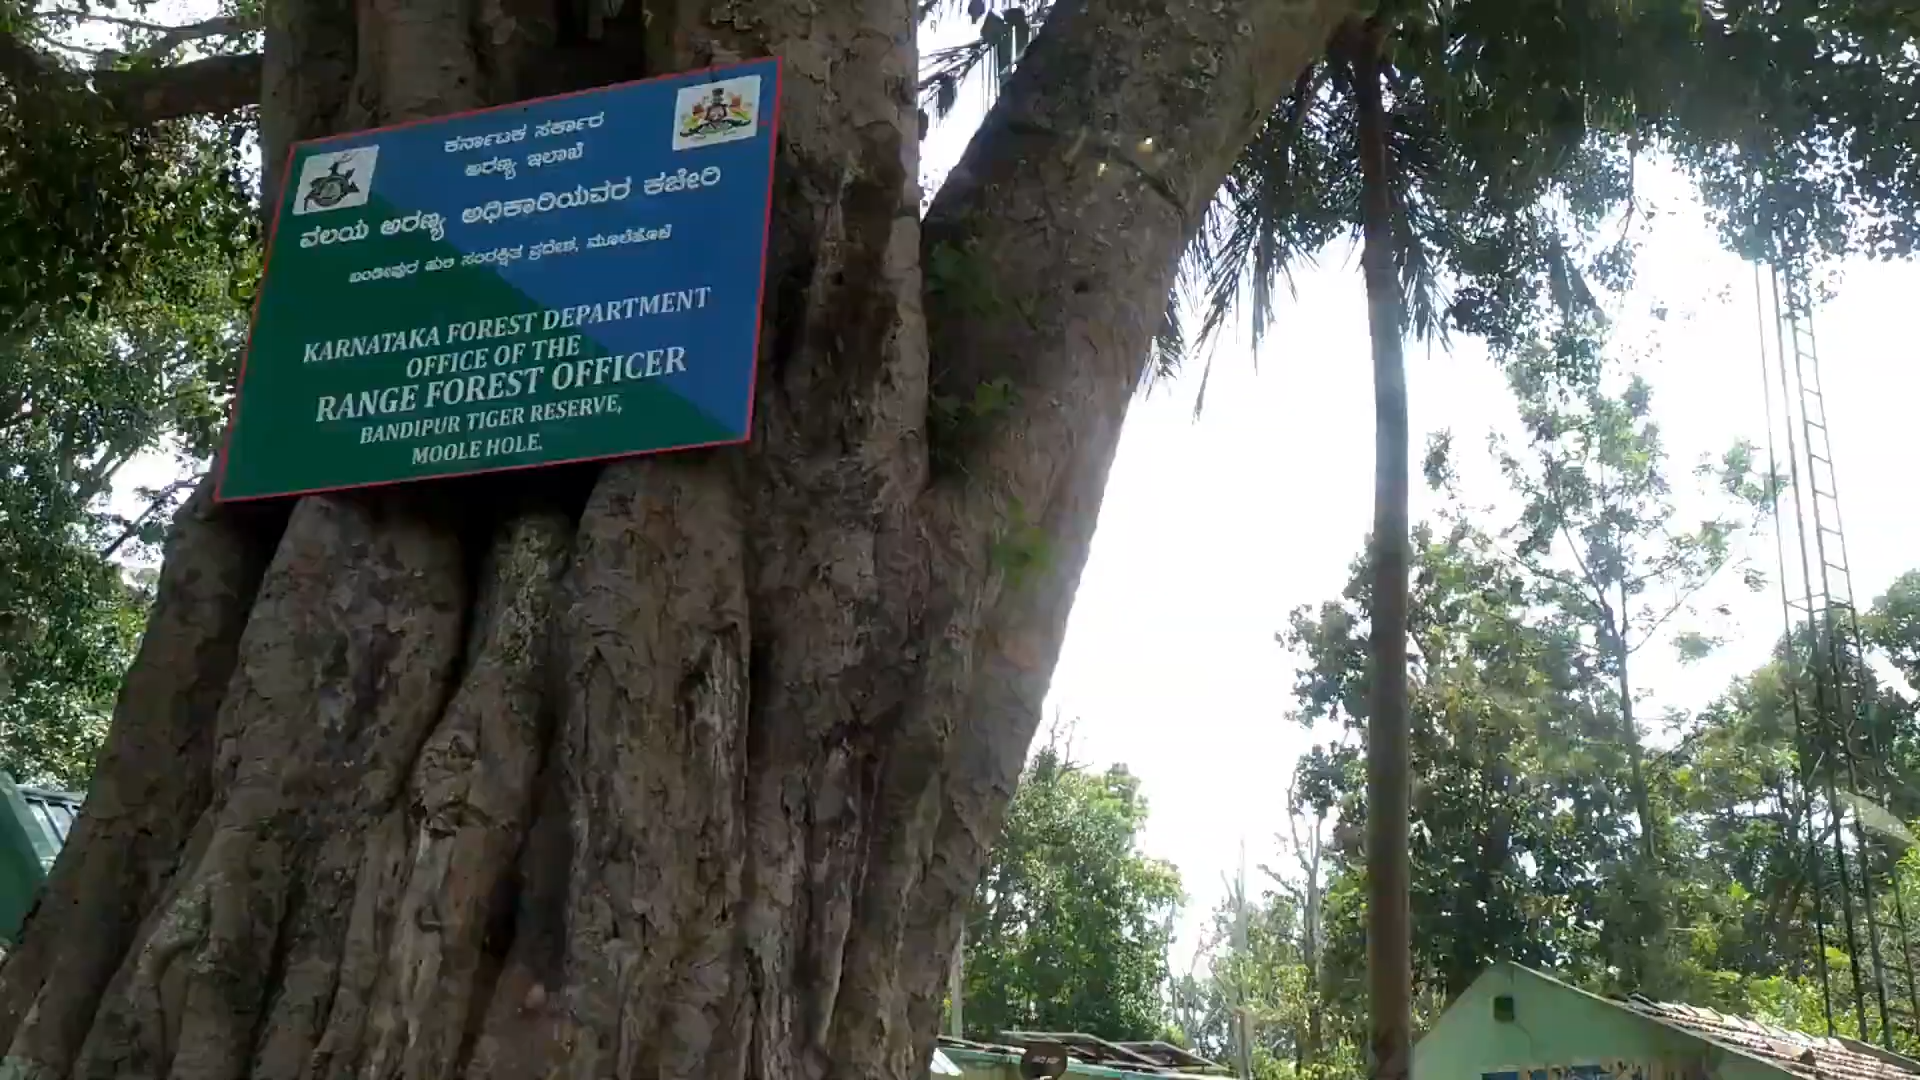 ಕರ್ನಾಟಕ ಸರ್ಕಾರ
ಅರಣ್ಯ ಇಲಾಖೆ
ವಲಯ ಅರಣ್ಯ ಅಧಿಕಾರಿಯವರ ಕಚೇರಿ
ಬಂಡೀಪುರ ಹುಲಿ ಸಂರಕ್ಷಿತ ಪ್ರದೇಶ, ಮೂಲೆಹೊಳೆ
KARNATAKA FOREST DEPARTMENT
OFFICE OF THE
RANGE FOREST OFFICER
BANDIPUR TIGER RESERVE,
MOOLE HOLE.